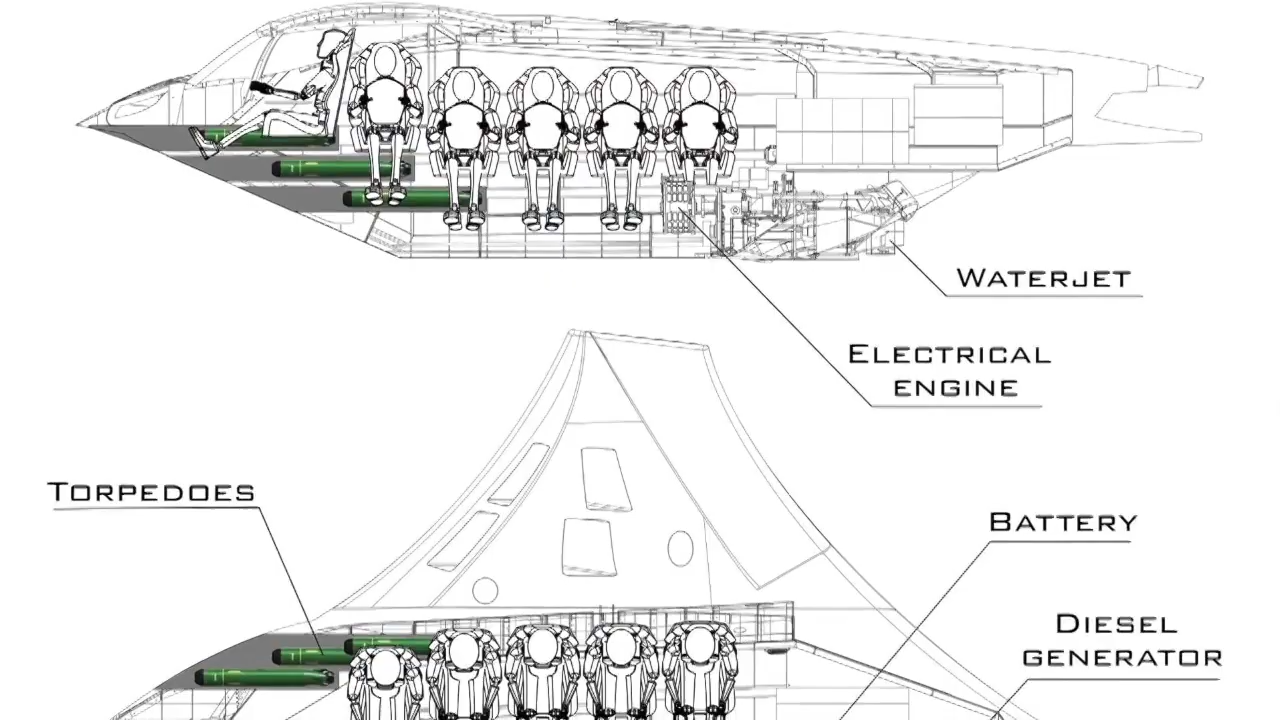 WATERJET
ELECTRICAL
ENGINE
TORPEDOES
BATTERY
DIESEL
GENERATOR